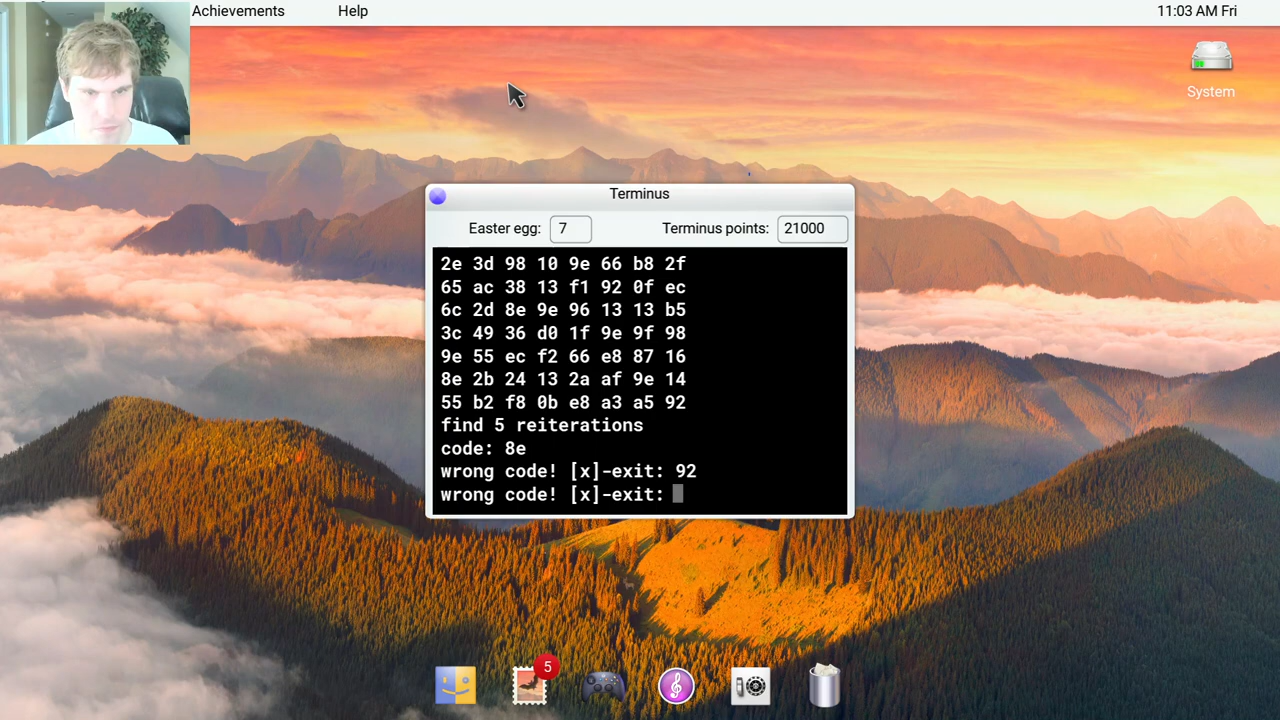 Achievements Help 11:03 AM Fri
System
Terminus
Easter egg: 7 Terminus points: 21000
2e 3d 98 10 9e 66 b8 2f
65 ac 38 13 f1 92 0f ec
6c 2d 8e 9e 96 13 13 b5
3c 49 36 d0 1f 9e 9f 98
9e 55 ec f2 66 e8 87 16
8e 2b 24 13 2a af 9e 14
55 b2 f8 0b e8 a3 a5 92
find 5 reiterations
code: 8e
wrong code! [x]-exit: 92
wrong code! [x]-exit:
5